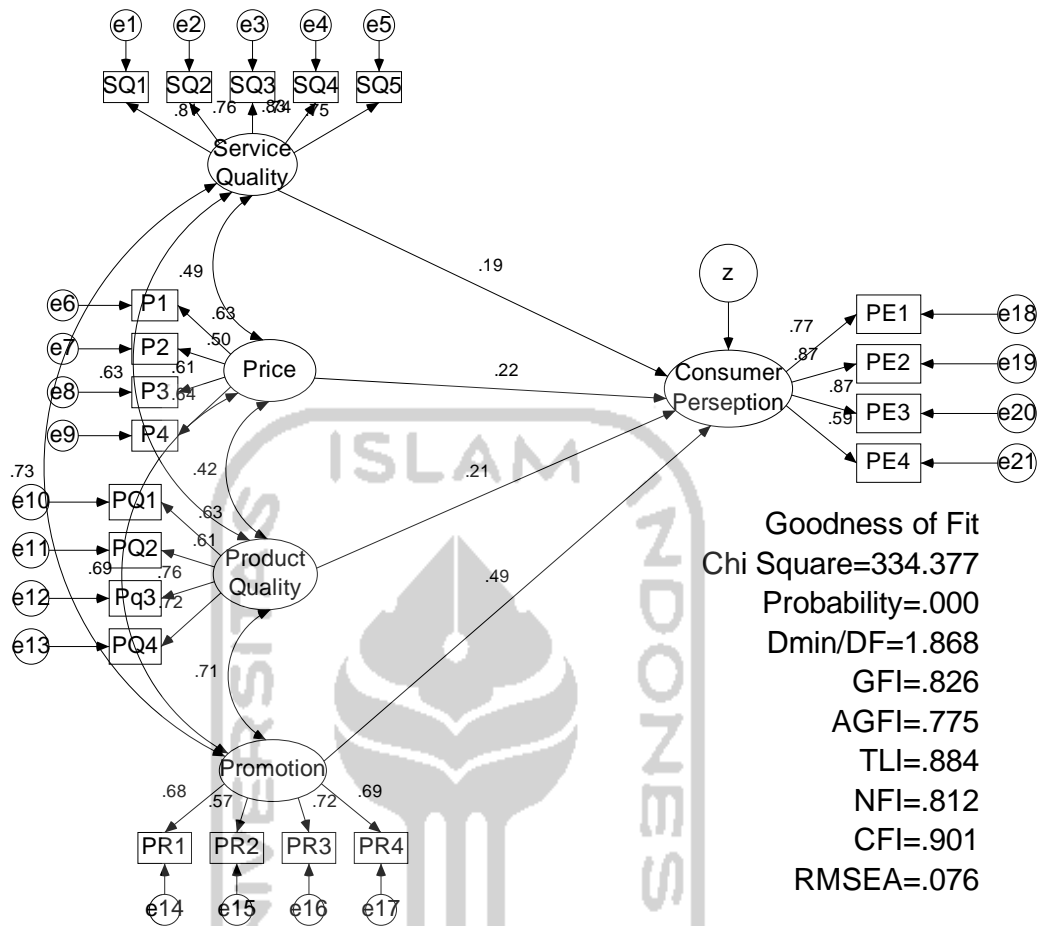 e1 e2 e3 e4 e5
SQ1 SQ2 SQ3 SQ4 SQ5
.76 .74 .75
Service
Quality
.19
z
.49
e6 P1 .63
PE1 e18
.77
e7 P2 .50
Price
.87 PE2 e19
Consumer
Perseption
.63 e8 P3 .61
.22
.64
.87 PE3 e20
.59
e9 P4
PE4 e21
ISLAM
.42
.21
.73
e10 PQ1
.63
e11 PQ2 .61
Product
Quality
.69 .76
e12 Pq3 .72
.49
e13 PQ4
.71
UNIVERSITAS
INDONES
Goodness of Fit
Chi Square=334.377
Probability=.000
Dmin/DF=1.868
GFI=.826
AGFI=.775
TLI=.884
NFI=.812
CFI=.901
RMSEA=.076
Promotion
.68 .57 .72 .69
PR1 PR2 PR3 PR4
e14 e15 e16 e17